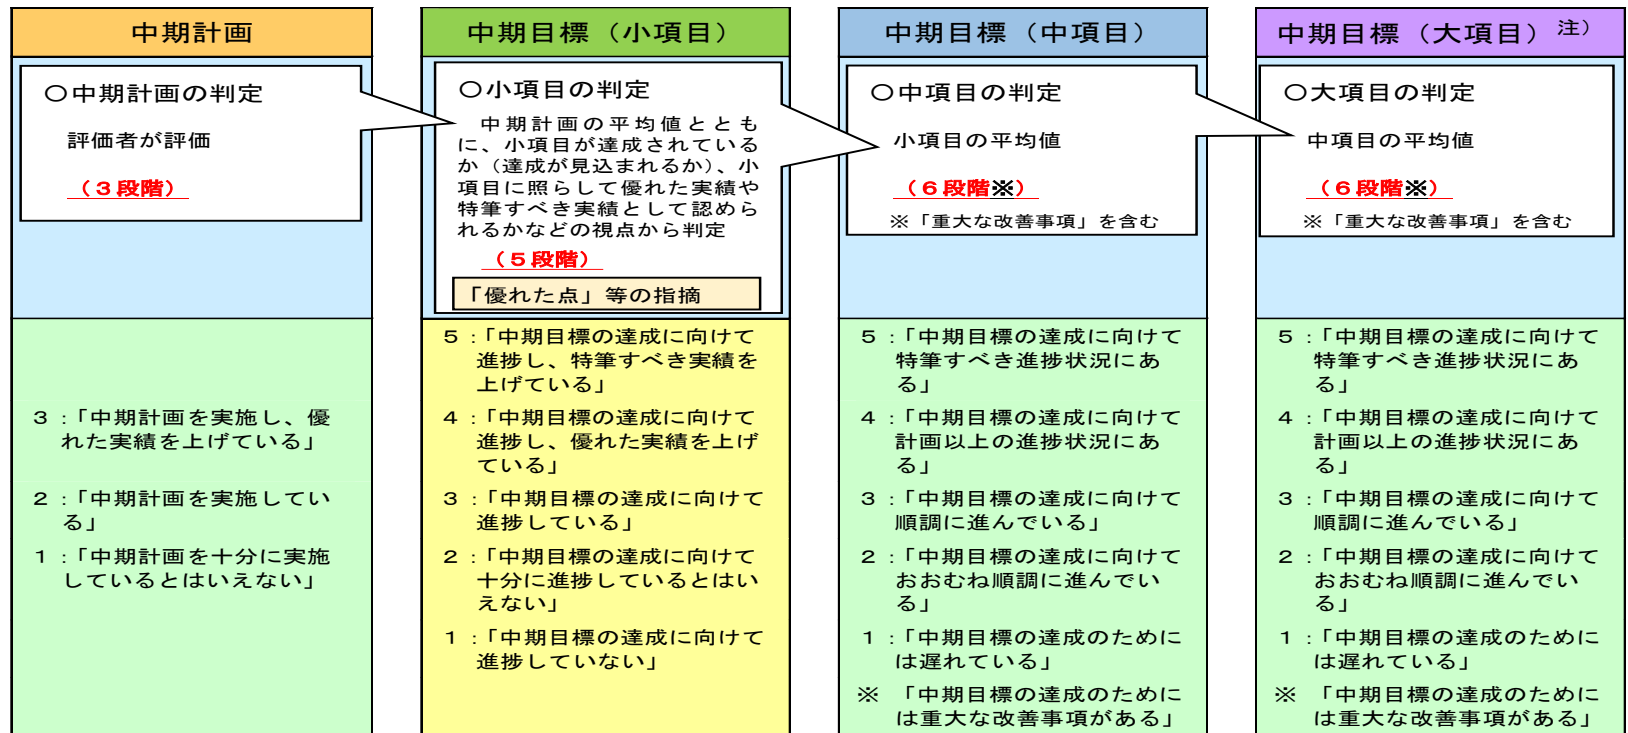 中期計画
〇中期計画の判定
評価者が評価
（３段階）
３：「中期計画を実施し、優
れた実績を上げている」
２：「中期計画を実施してい
る」
１：「中期計画を十分に実施
しているとはいえない」
中期目標（小項目）
〇小項目の判定
中期計画の平均値ととも
に、小項目が達成されている
か（達成が見込まれるか）、小
項目に照らして優れた実績や
特筆すべき実績として認めら
れるかなどの視点から判定
（５段階）
「優れた点」等の指摘
５：「中期目標の達成に向けて
進捗し、特筆すべき実績を
上げている」
４：「中期目標の達成に向けて
進捗し、優れた実績を上げ
ている」
３：「中期目標の達成に向けて
進捗している」
２：「中期目標の達成に向けて
十分に進捗しているとはい
えない」
１：「中期目標の達成に向けて
進捗していない」
中期目標（中項目）
〇中項目の判定
小項目の平均値
（６段階※）
※「重大な改善事項」を含む
５：「中期目標の達成に向けて
特筆すべき進捗状況にあ
る」
４：「中期目標の達成に向けて
計画以上の進捗状況にあ
る」
３：「中期目標の達成に向けて
順調に進んでいる」
２：「中期目標の達成に向けて
おおむね順調に進んでい
る」
１：「中期目標の達成のために
は遅れている」
※　「中期目標の達成のために
は重大な改善事項がある」
中期目標（大項目）注）
〇大項目の判定
中項目の平均値
（６段階※）
※「重大な改善事項」を含む
５：「中期目標の達成に向けて
特筆すべき進捗状況にあ
る」
４：「中期目標の達成に向けて
計画以上の進捗状況にあ
る」
３：「中期目標の達成に向けて
順調に進んでいる」
２：「中期目標の達成に向けて
おおむね順調に進んでい
る」
１：「中期目標の達成のために
は遅れている」
※　「中期目標の達成のために
は重大な改善事項がある」